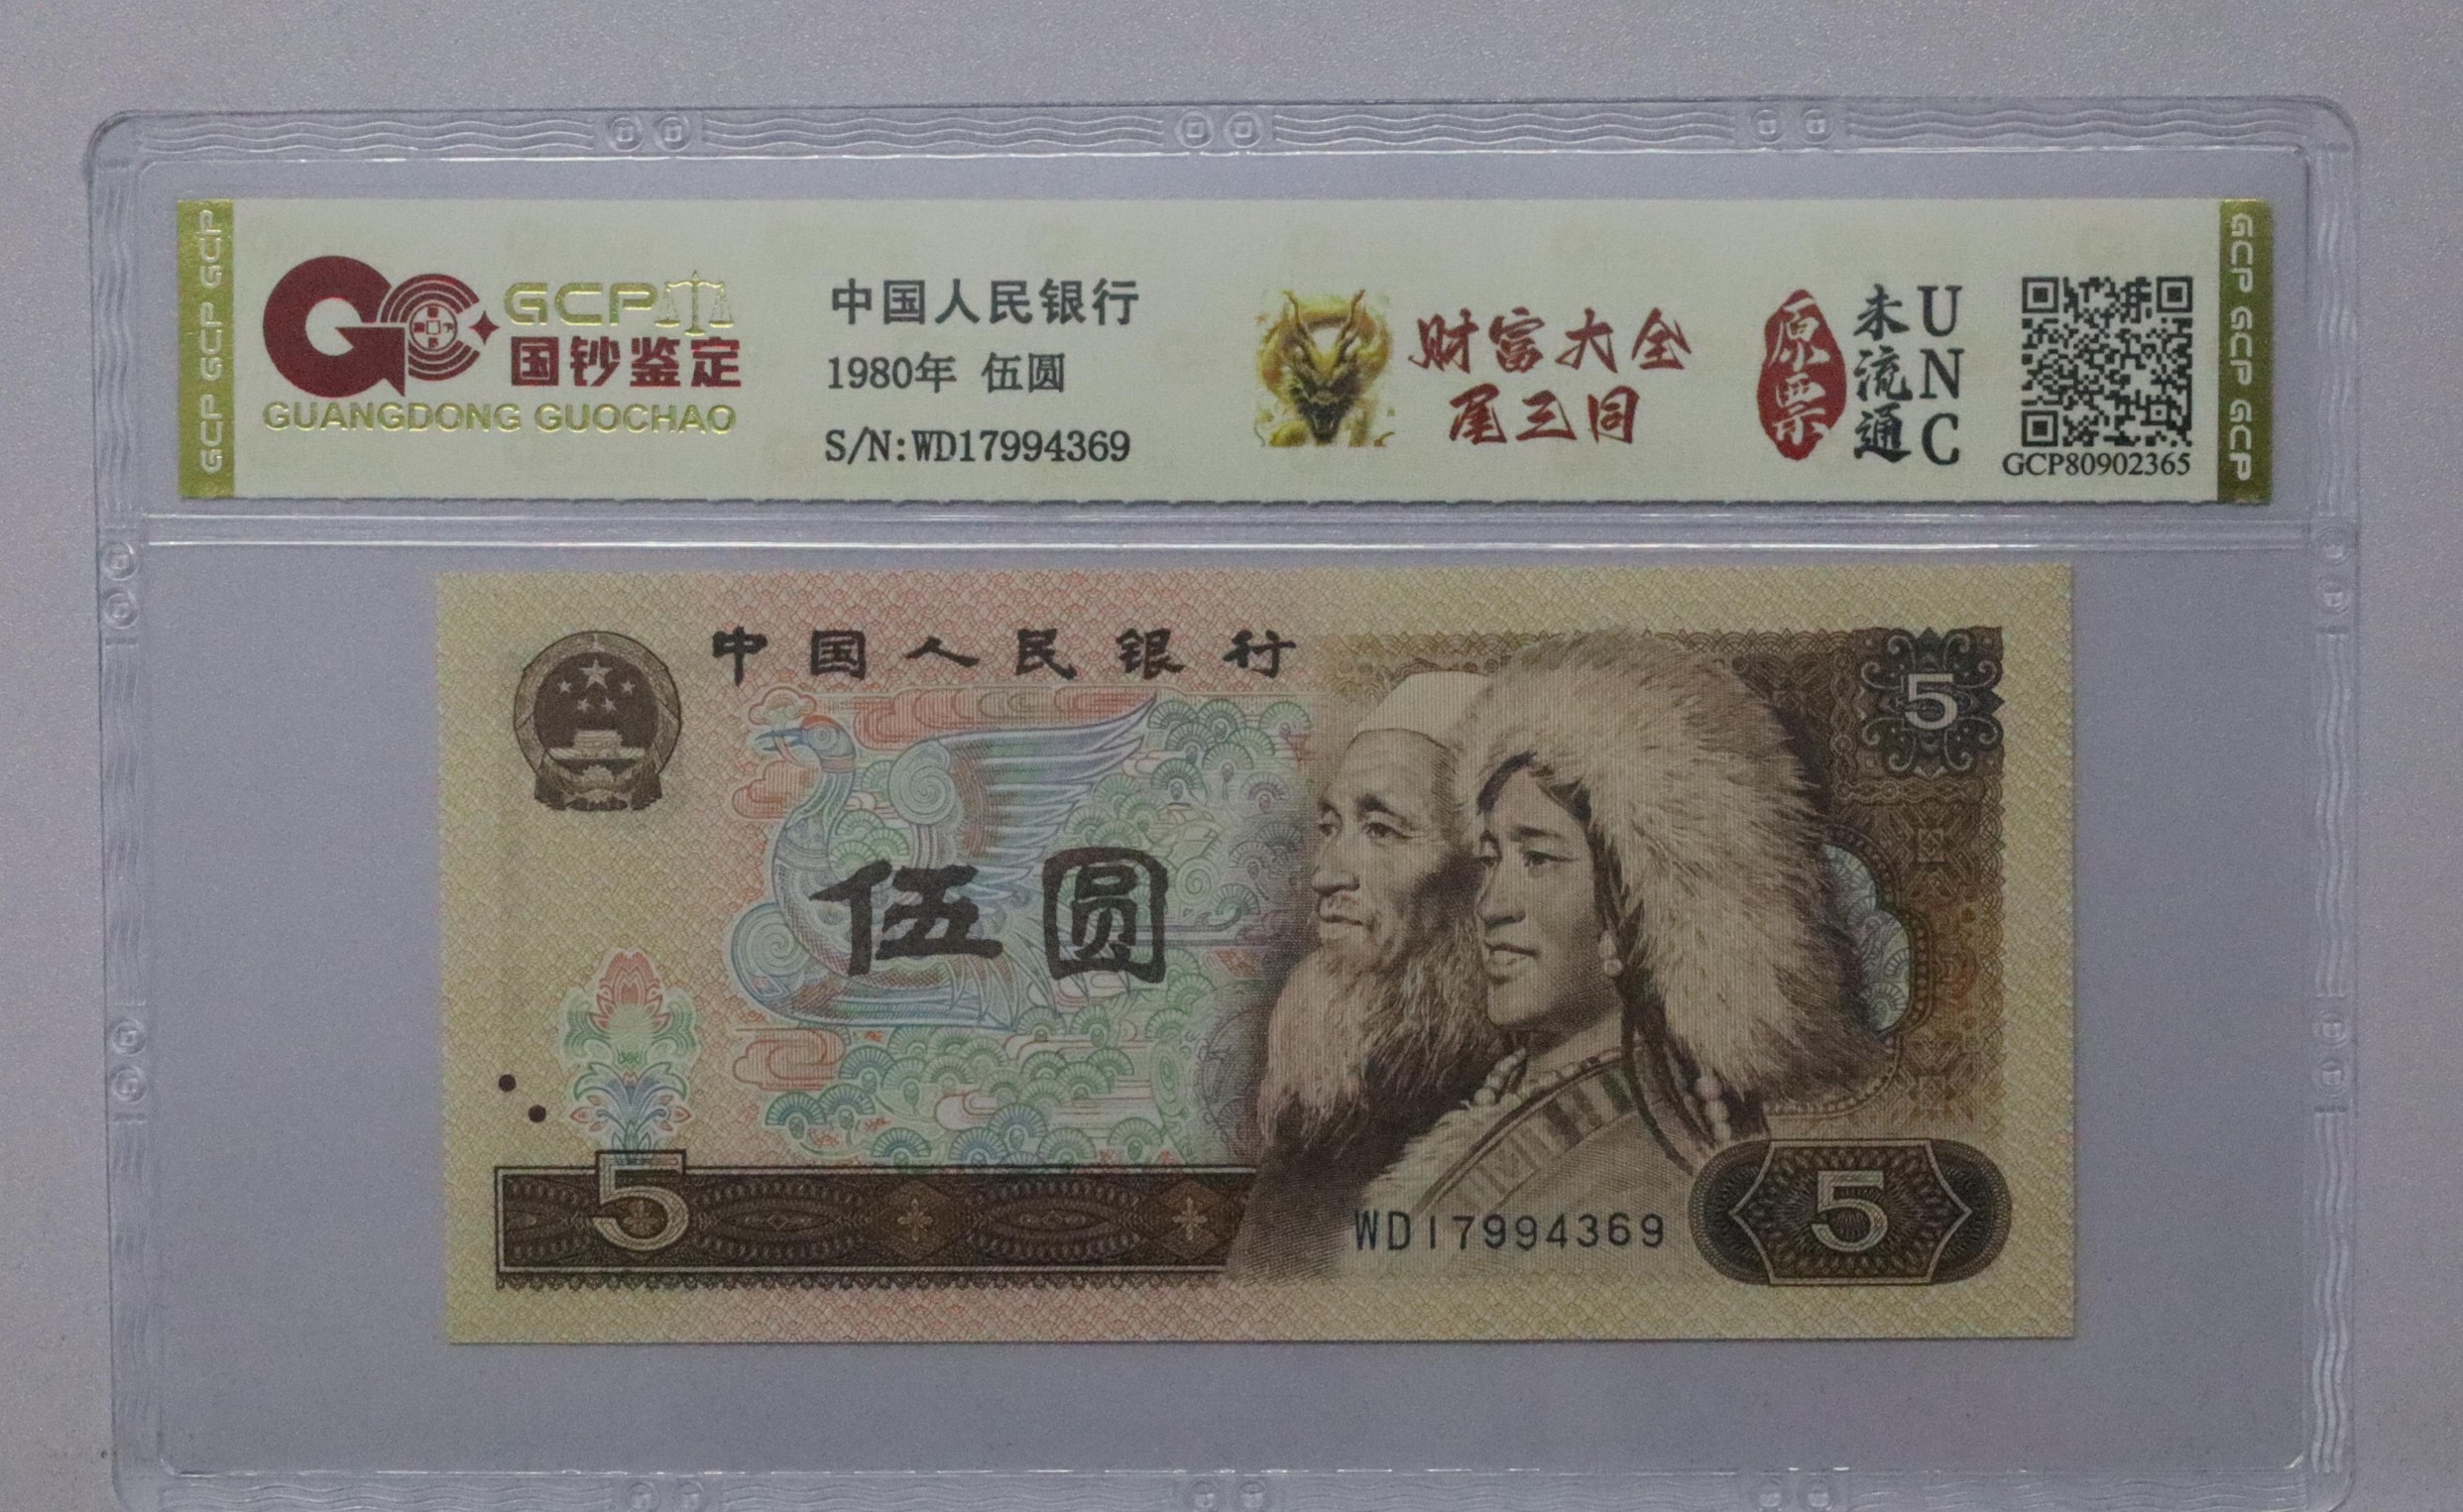 GCP GCP GCP GCP
GCP
国钞鉴定
GUANGDONG GUOCHAO
中国人民银行
1980年 伍圆
S/N:WD17994369
财富大全
尾三同
原票
未流通
UNC
GCP80902365
GCP GCP GCP GCP
中国人民银行
5
伍圆
5
WD17994369
5